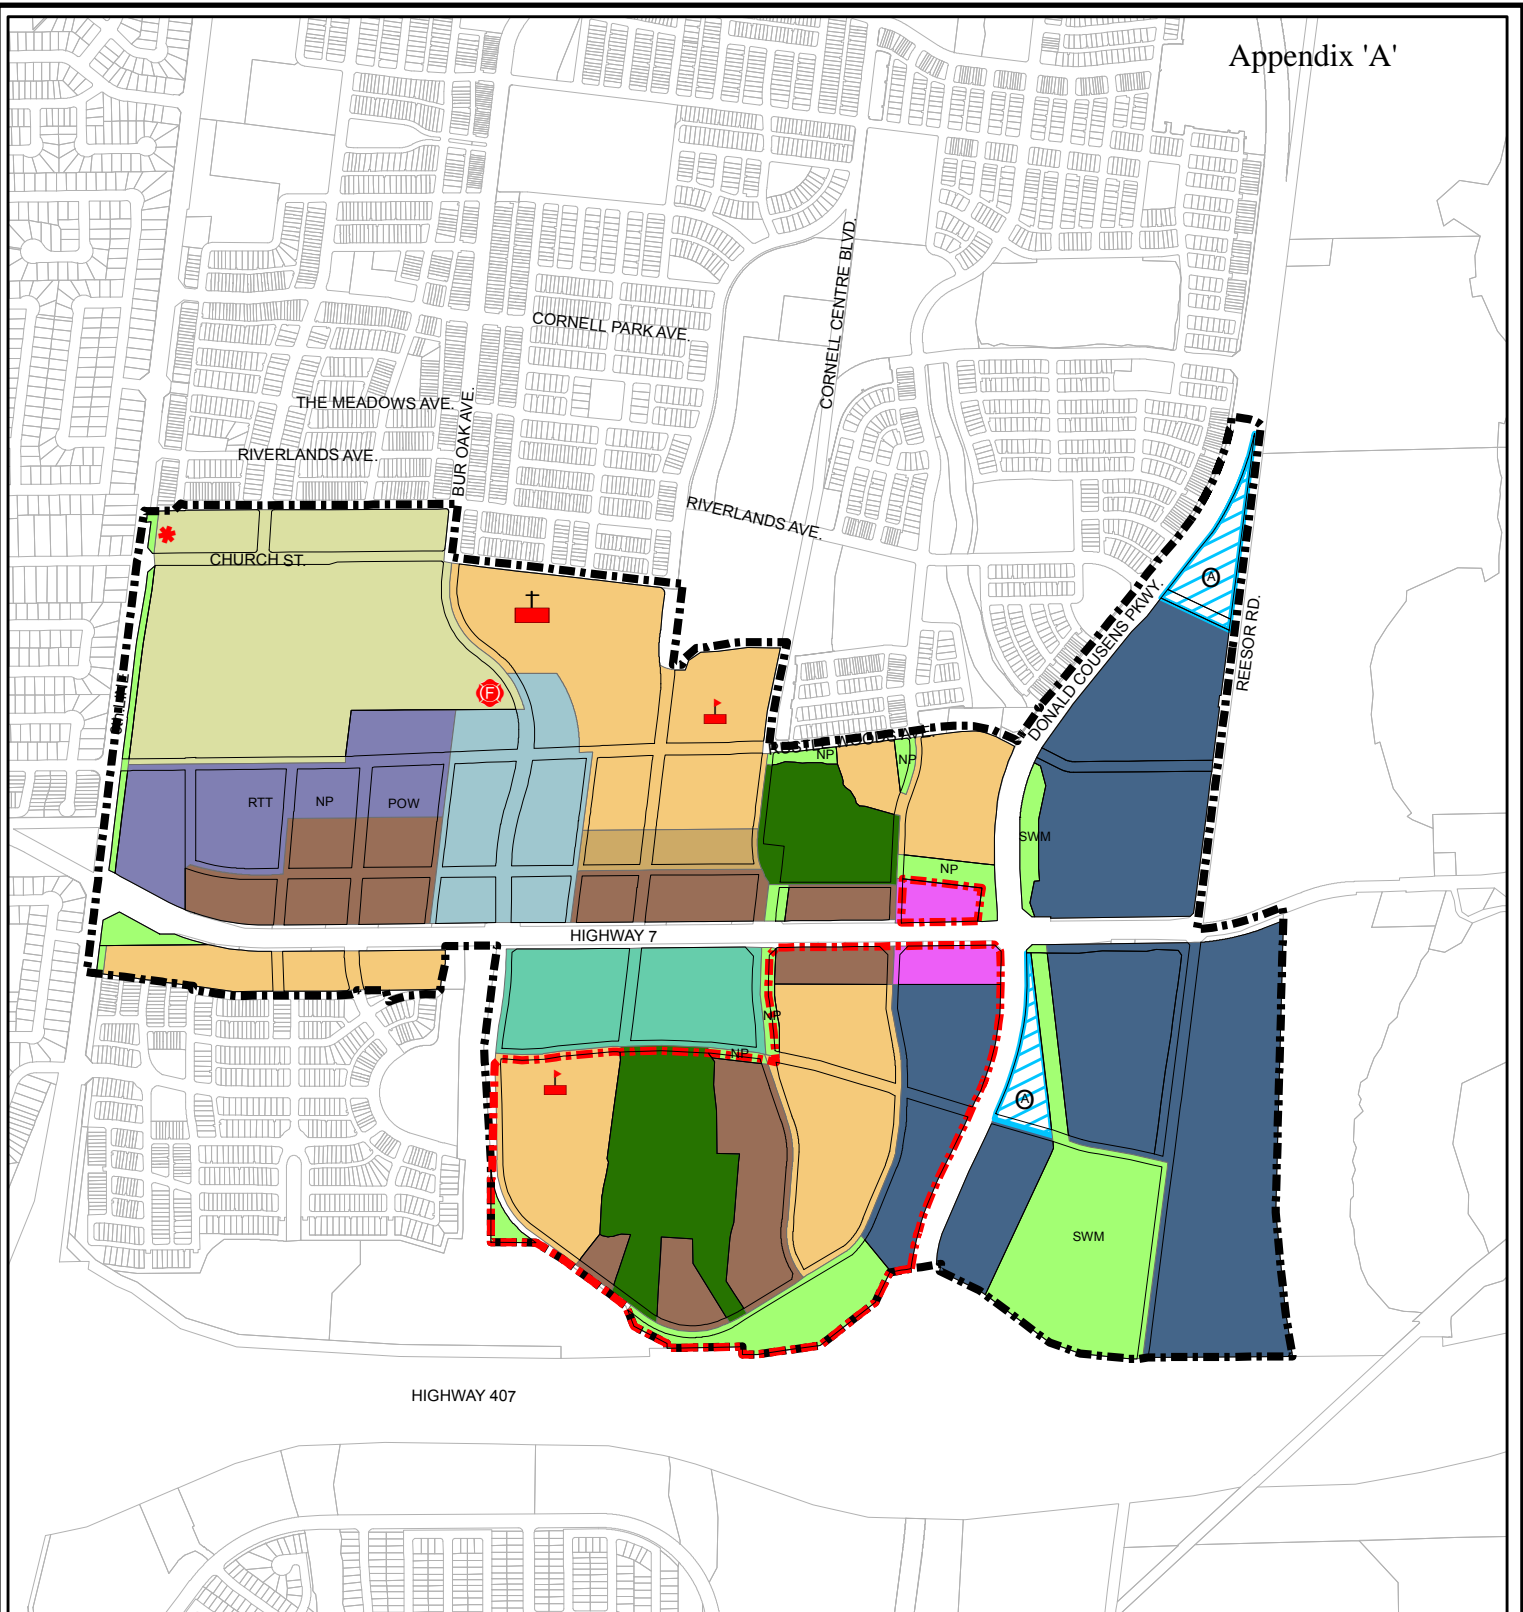 Appendix 'A'
CORNELL CENTRE BLVD.
CORNELL PARK AVE.
THE MEADOWS AVE.
BUR OAK AVE.
RIVERLANDS AVE.
RIVERLANDS AVE.
CHURCH ST.
A
DONALD COUSENS PKWY.
REESOR RD.
F
NP
NP
RTT
NP
POW
SWM
NP
HIGHWAY 7
NP
NP
A
SWM
HIGHWAY 407